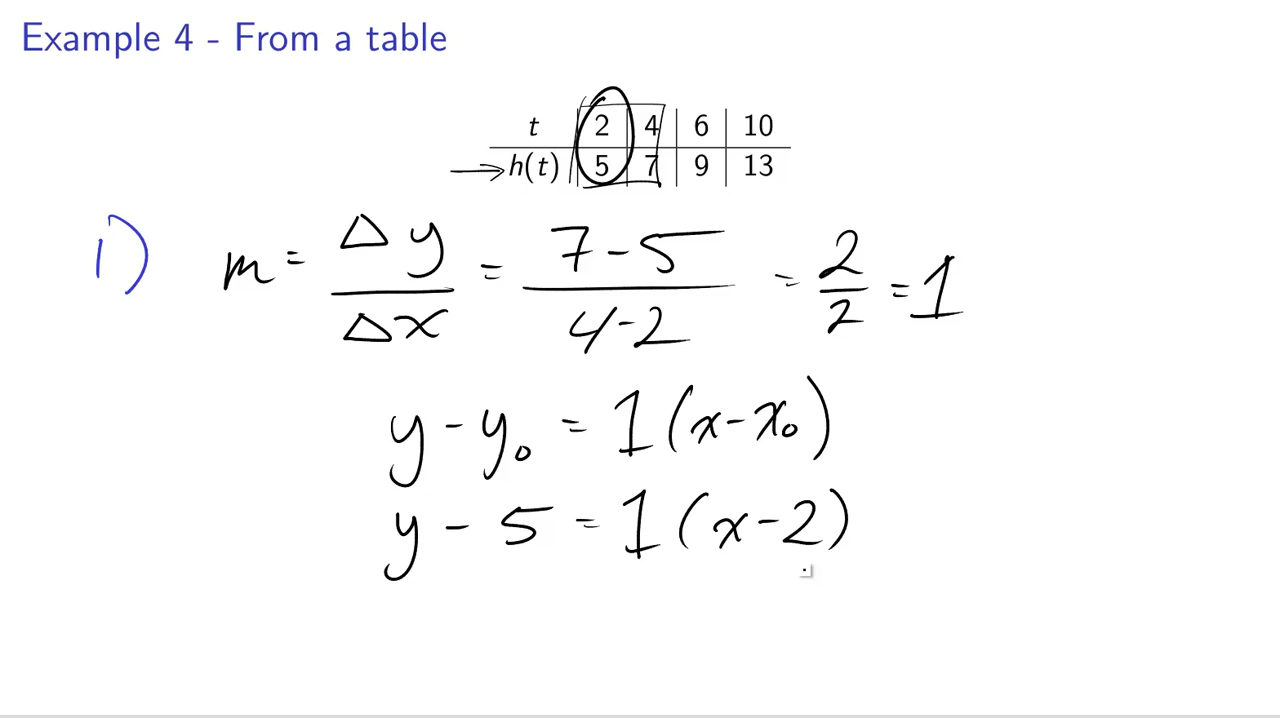 Example 4 - From a table
t 2 4 6 10
h(t) 5 7 9 13
1) m = Δy/Δx = 7-5/4-2 = 2/2 = 1
y - y₀ = 1(x-x₀)
y - 5 = 1(x-2)